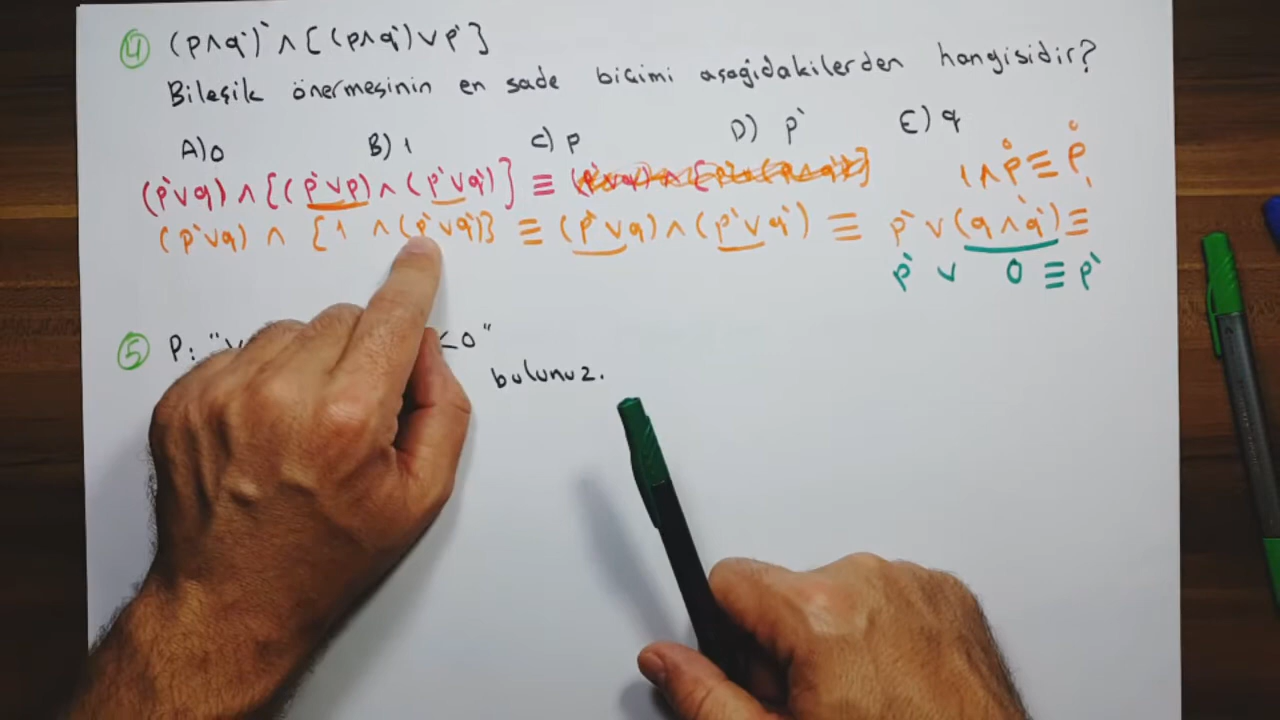 4 (p∧q`)` ∧ [(p∧q`)∨p`]
Bileşik önermesinin en sade biçimi aşağıdakilerden hangisidir?
A) 0 B) 1 C) p D) p` E) q
(p`∨q) ∧ [(p`∨p) ∧ (p`∨q`)] ≡
1∧p ≡ p
(p`∨q) ∧ [1 ∧ (p`∨q`)] ≡ (p`∨q) ∧ (p`∨q`) ≡ p`∨(q∧q`) ≡
p` ∨ 0 ≡ p`
5 P: " <0"
bulunuz.